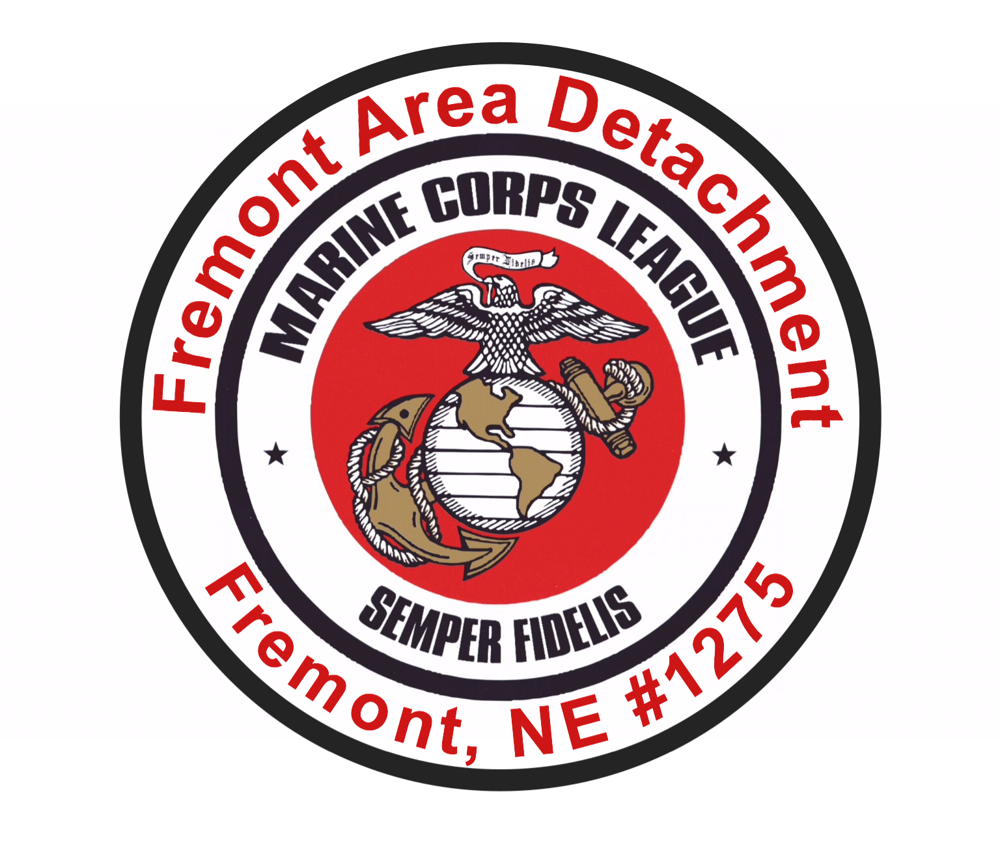 Fremont Area Detachment
MARINE CORPS LEAGUE
Semper Fidelis
SEMPER FIDELIS
Fremont, NE #1275